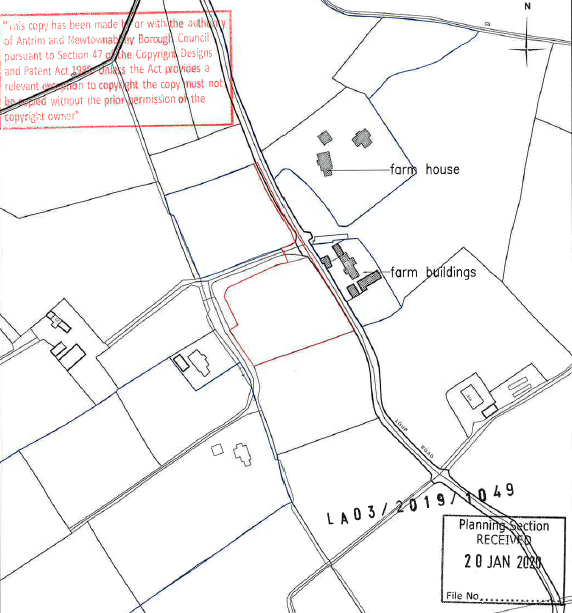 "This copy has been made by or with the authority
of Antrim and Newtownabbey Borough Council
pursuant to Section 47 of the Copyright Designs
and Patent Act 1988. Unless the Act provides a
relevant exception to copyright the copy must not
be copied without the prior permission of the
copyright owner"
N
farm house
farm buildings
ROAD
LA03/2019/1049
Planning Section
RECEIVED
20 JAN 2020
File No